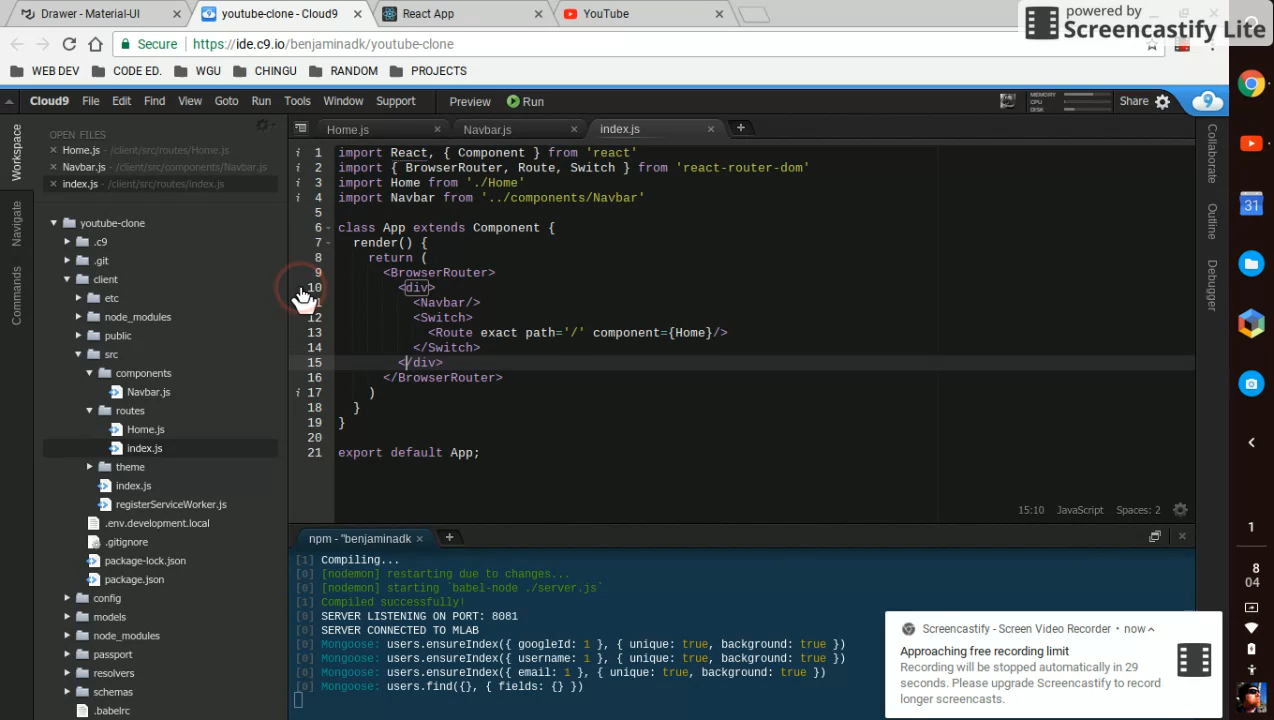 Drawer - Material-UI
youtube-clone - Cloud9
React App
YouTube
powered by
Screencastify Lite
Secure
https://ide.c9.io/benjaminadk/youtube-clone
WEB DEV
CODE ED.
WGU
CHINGU
RANDOM
PROJECTS
Cloud9
File
Edit
Find
View
Goto
Run
Tools
Window
Support
Preview
Run
MEMORY
CPU
DISK
Share
Workspace
Navigate
Commands
OPEN FILES
Home.js - /client/src/routes/Home.js
Navbar.js - /client/src/components/Navbar.js
index.js - /client/src/routes/index.js
youtube-clone
.c9
.git
client
etc
node_modules
public
src
components
Navbar.js
routes
Home.js
index.js
theme
index.js
registerServiceWorker.js
.env.development.local
.gitignore
package-lock.json
package.json
config
models
node_modules
passport
resolvers
schemas
.babelrc
Home.js
Navbar.js
index.js
1 import React, { Component } from 'react'
2 import { BrowserRouter, Route, Switch } from 'react-router-dom'
3 import Home from './Home'
4 import Navbar from '../components/Navbar'
5
6 class App extends Component {
7 render() {
8 return (
9 <BrowserRouter>
10 <div>
11 <Navbar/>
12 <Switch>
13 <Route exact path='/' component={Home}/>
14 </Switch>
15 </div>
16 </BrowserRouter>
17 )
18 }
19 }
20
21 export default App;
15:10 JavaScript Spaces: 2
Collaborate
Outline
Debugger
npm - "benjaminadk
[1] Compiling...
[0] [nodemon] restarting due to changes...
[0] [nodemon] starting `babel-node ./server.js`
[1] Compiled successfully!
[0] SERVER LISTENING ON PORT: 8081
[0] SERVER CONNECTED TO MLAB
[0] Mongoose: users.ensureIndex({ googleId: 1 }, { unique: true, background: true })
[0] Mongoose: users.ensureIndex({ username: 1 }, { unique: true, background: true })
[0] Mongoose: users.ensureIndex({ email: 1 }, { unique: true, background: true })
[0] Mongoose: users.find({}, { fields: {} })
Screencastify - Screen Video Recorder • now
Approaching free recording limit
Recording will be stopped automatically in 29
seconds. Please upgrade Screencastify to record
longer screencasts.
31
1
8
04